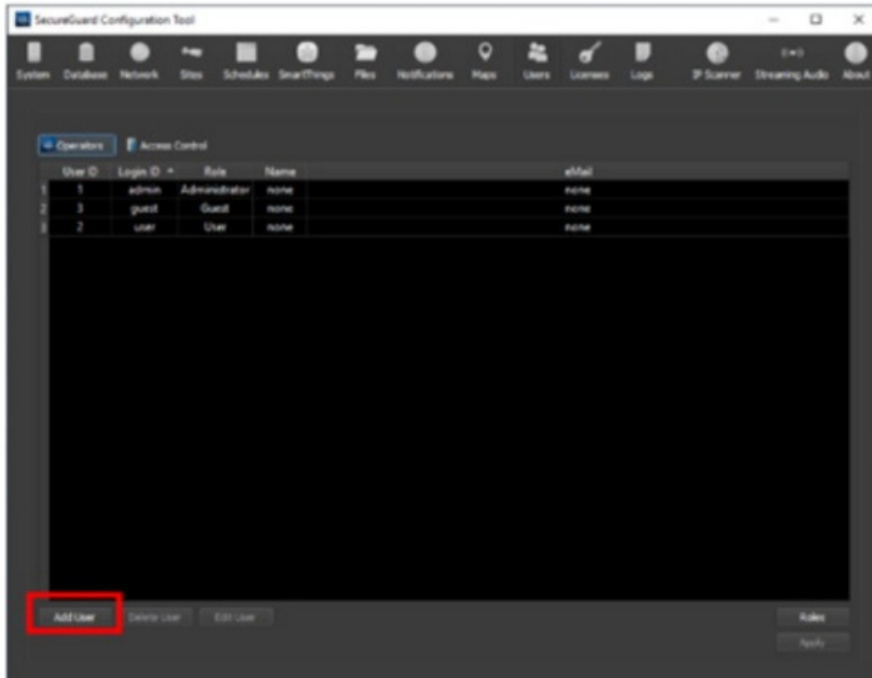 SecureGuard Configuration Tool
System Database Network Sites Schedules SmartThings Files Notifications Maps Users Licenses Logs IP Scanner Streaming Audio About
Operators Access Control
User ID Login ID Role Name eMail
1 1 admin Administrator none none
2 3 guest Guest none none
3 2 user User none none
Add User Delete User Edit User Roles
Apply